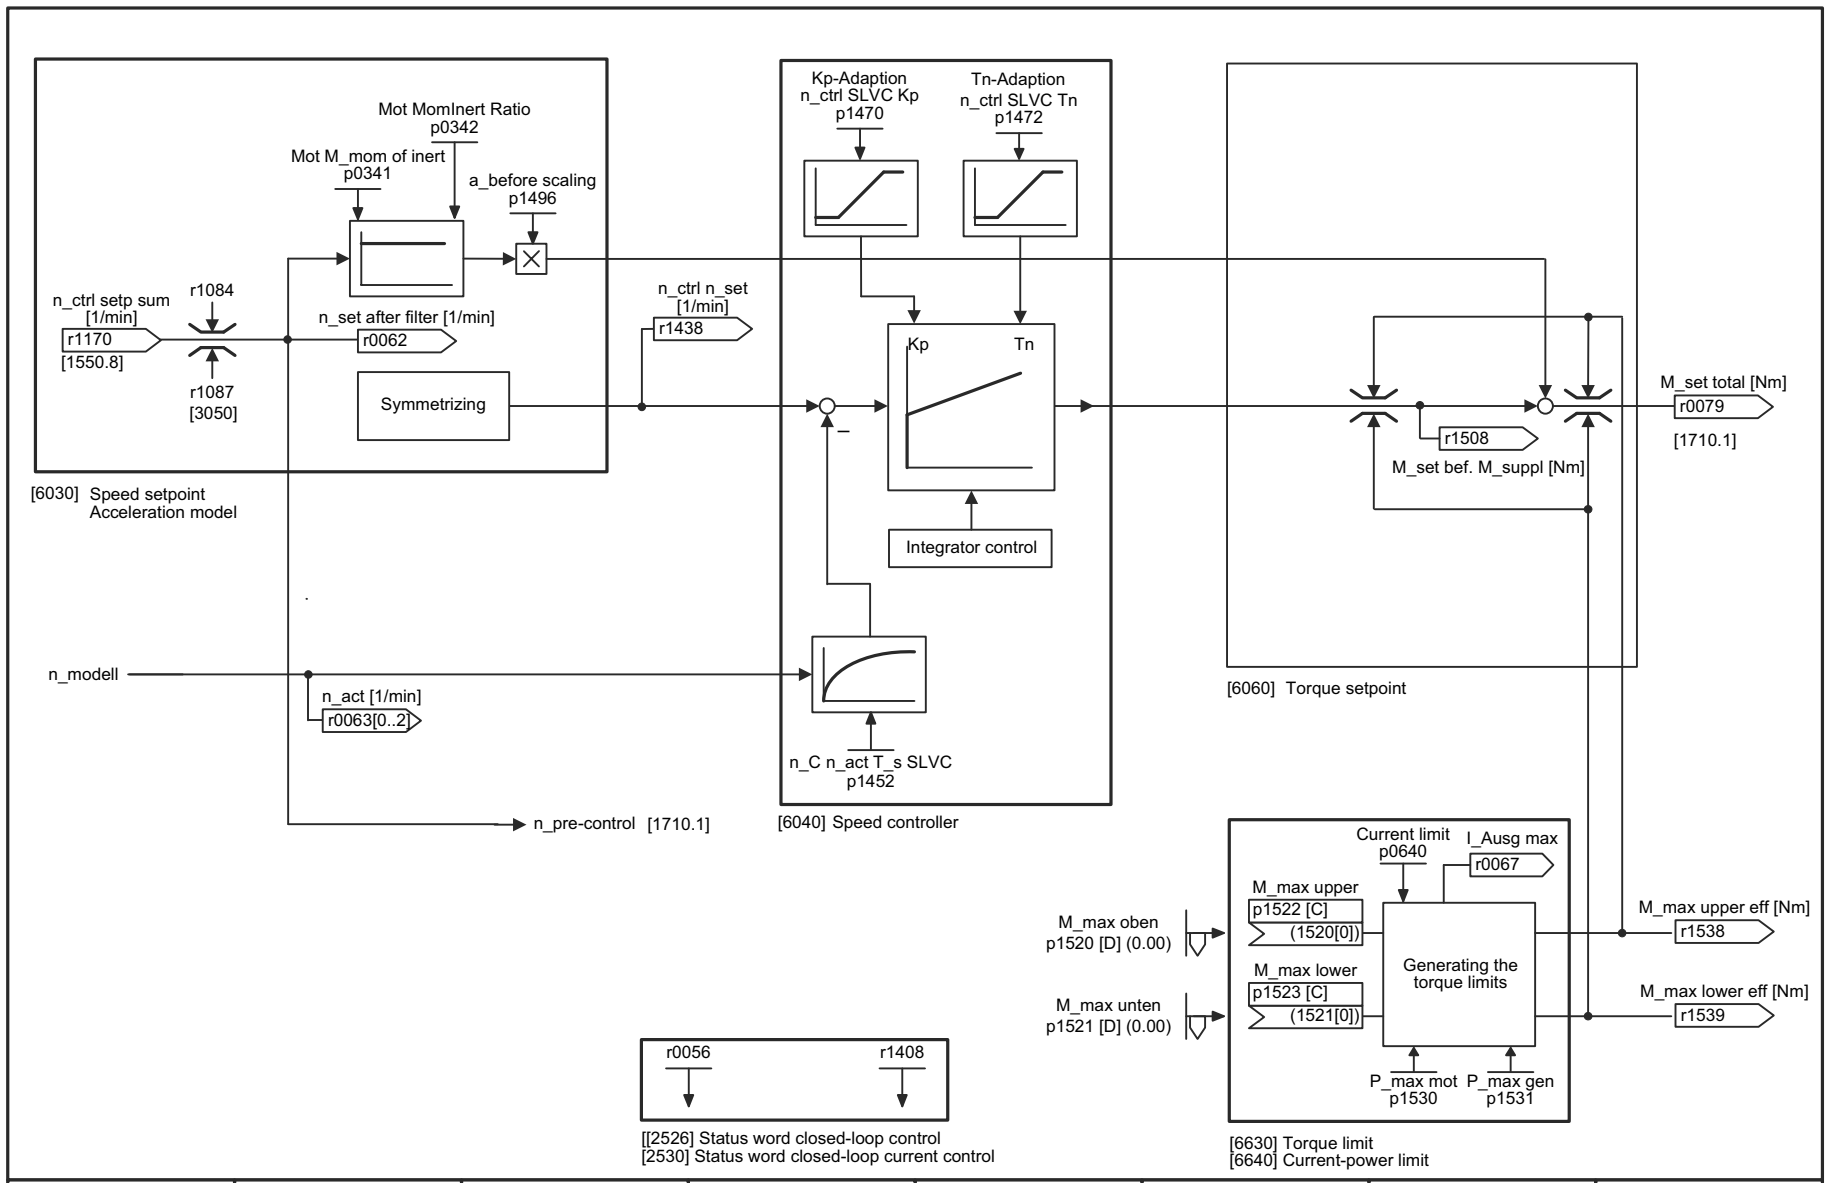 Mot MomInert Ratio
p0342
Mot M_mom of inert
p0341
a_before scaling
p1496
n_ctrl setp sum
[1/min]
r1170
[1550.8]
r1084
r1087
[3050]
n_set after filter [1/min]
r0062
Symmetrizing
[6030] Speed setpoint
Acceleration model
n_ctrl n_set
[1/min]
r1438
Kp-Adaption
n_ctrl SLVC Kp
p1470
Tn-Adaption
n_ctrl SLVC Tn
p1472
Kp
Tn
–
Integrator control
n_C n_act T_s SLVC
p1452
[6040] Speed controller
n_modell
n_act [1/min]
r0063[0..2]
n_pre-control [1710.1]
M_set total [Nm]
r0079
[1710.1]
r1508
M_set bef. M_suppl [Nm]
[6060] Torque setpoint
Current limit
p0640
I_Ausg max
r0067
M_max upper
p1522 [C]
(1520[0])
M_max oben
p1520 [D] (0.00)
M_max lower
p1523 [C]
(1521[0])
M_max unten
p1521 [D] (0.00)
Generating the
torque limits
M_max upper eff [Nm]
r1538
M_max lower eff [Nm]
r1539
P_max mot
p1530
P_max gen
p1531
[6630] Torque limit
[6640] Current-power limit
r0056
r1408
[[2526] Status word closed-loop control
[2530] Status word closed-loop current control